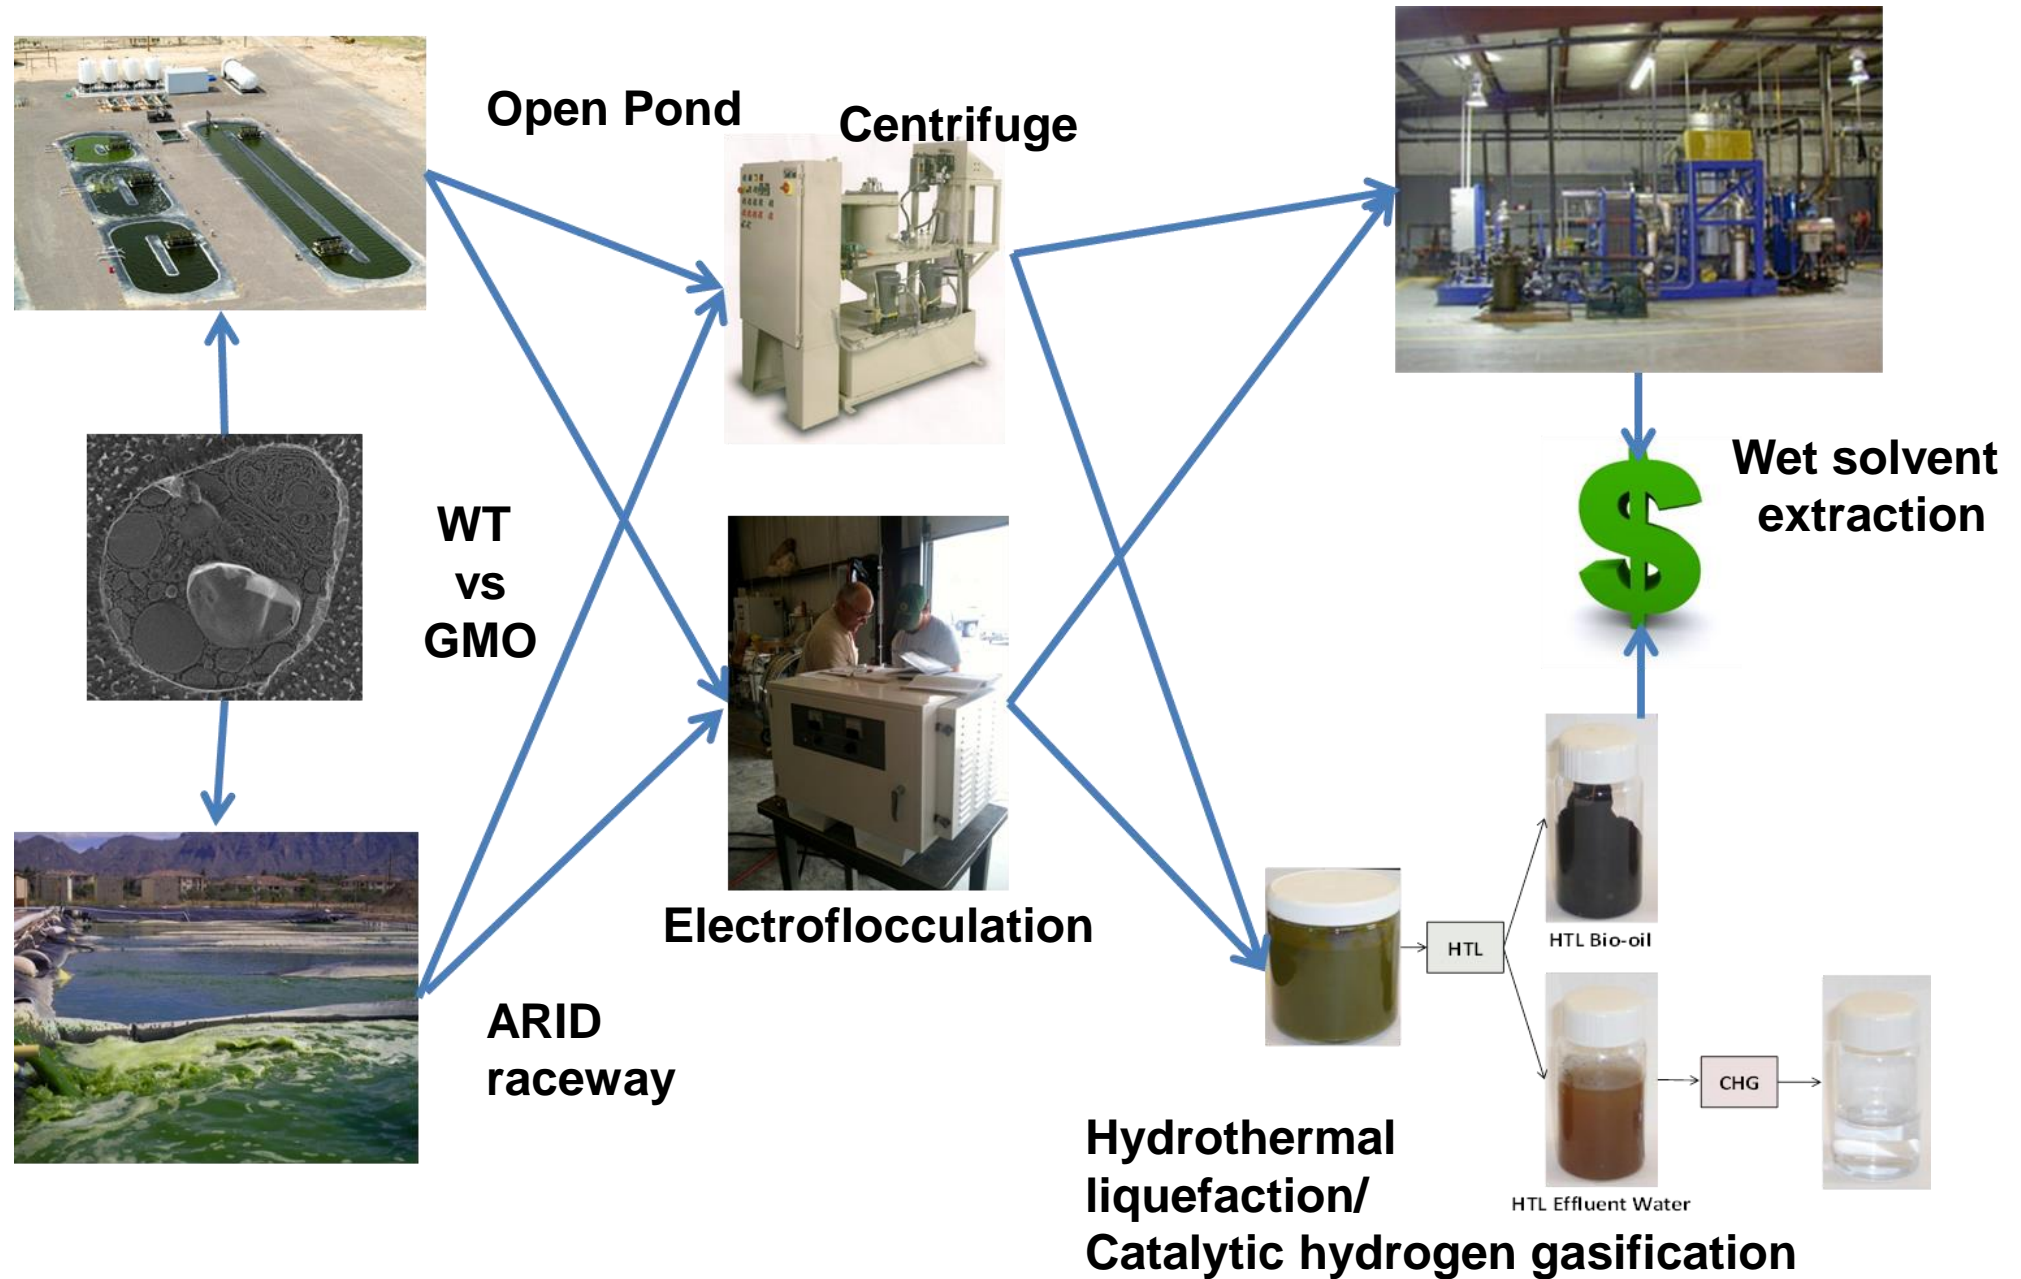 Open Pond
Centrifuge
Wet solvent
extraction
WT
vs
GMO
$
Electroflocculation
ARID
raceway
HTL
HTL Bio-oil
CHG
HTL Effluent Water
Hydrothermal
liquefaction/
Catalytic hydrogen gasification